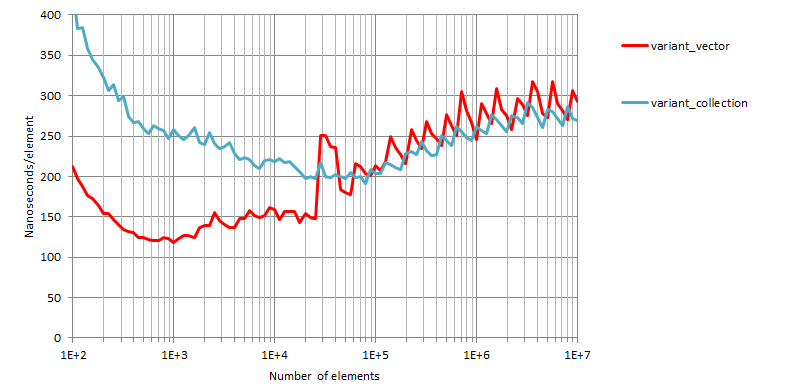 400
350
300
250
200
150
100
50
0
Nanoseconds/element
1E+2 1E+3 1E+4 1E+5 1E+6 1E+7
Number of elements
variant_vector
variant_collection